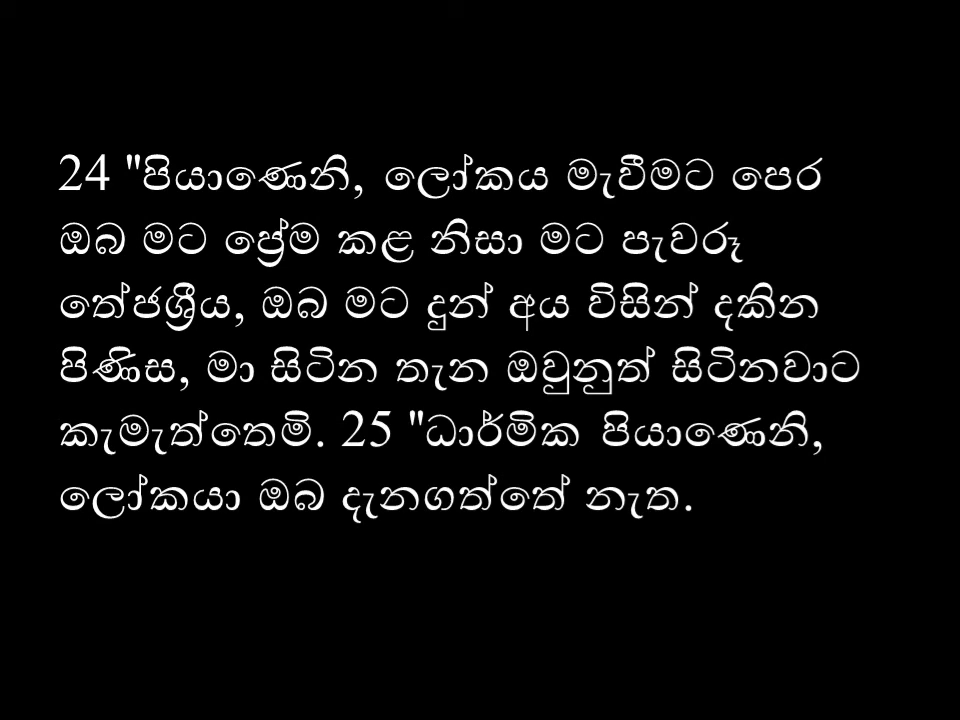 24 "පියාණෙනි, ලෝකය මැවීමට පෙර
ඔබ මට ප්‍රේම කළ නිසා මට පැවරූ
තේජශ්‍රීය, ඔබ මට දුන් අය විසින් දකින
පිණිස, මා සිටින තැන ඔවුනුත් සිටිනවාට
කැමැත්තෙමි. 25 "ධාර්මික පියාණෙනි,
ලෝකයා ඔබ දැනගත්තේ නැත.